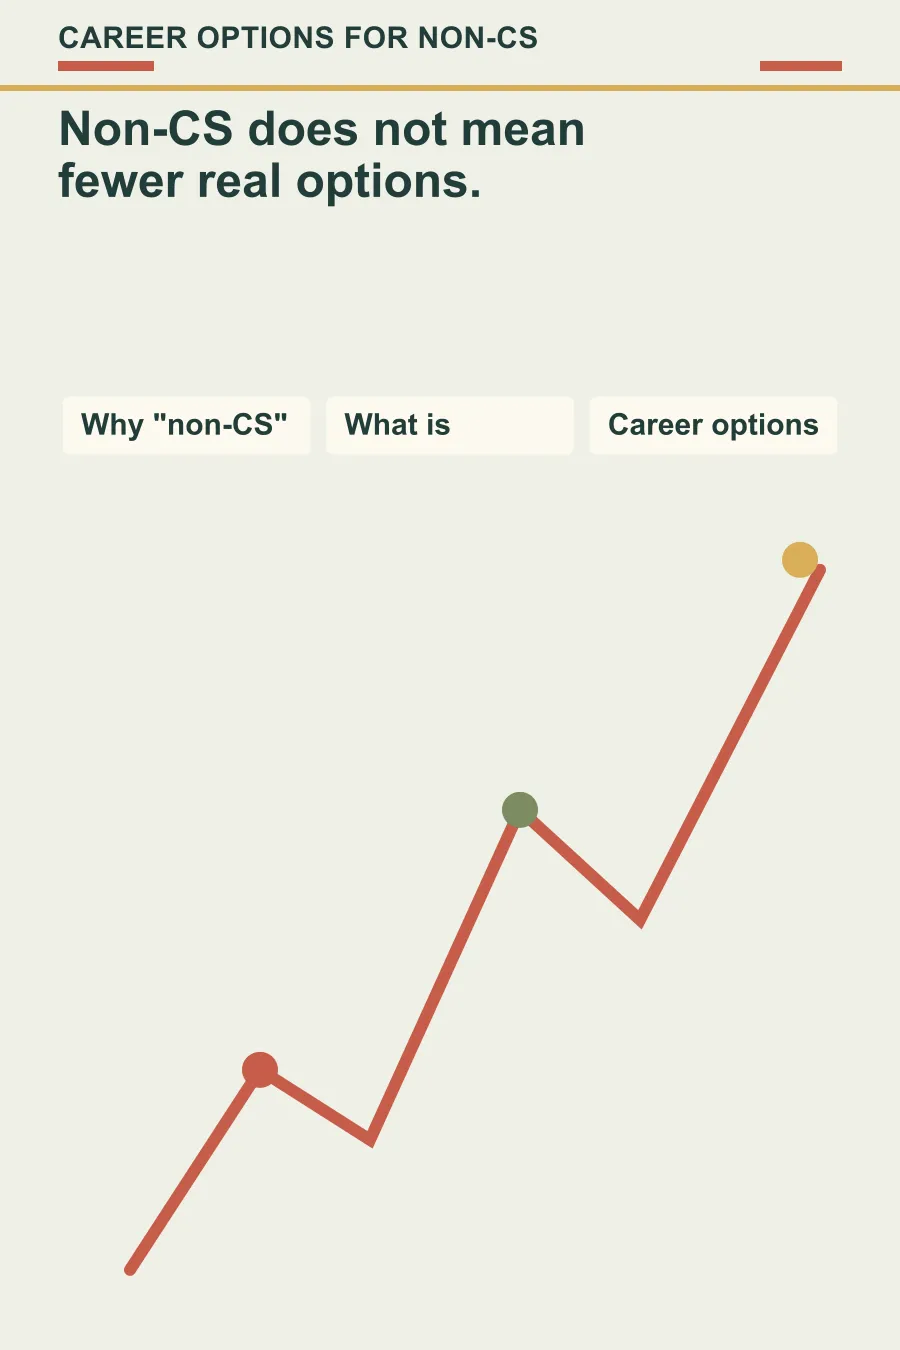 CAREER OPTIONS FOR NON-CS
Non-CS does not mean
fewer real options.
Why "non-CS"
What is
Career options